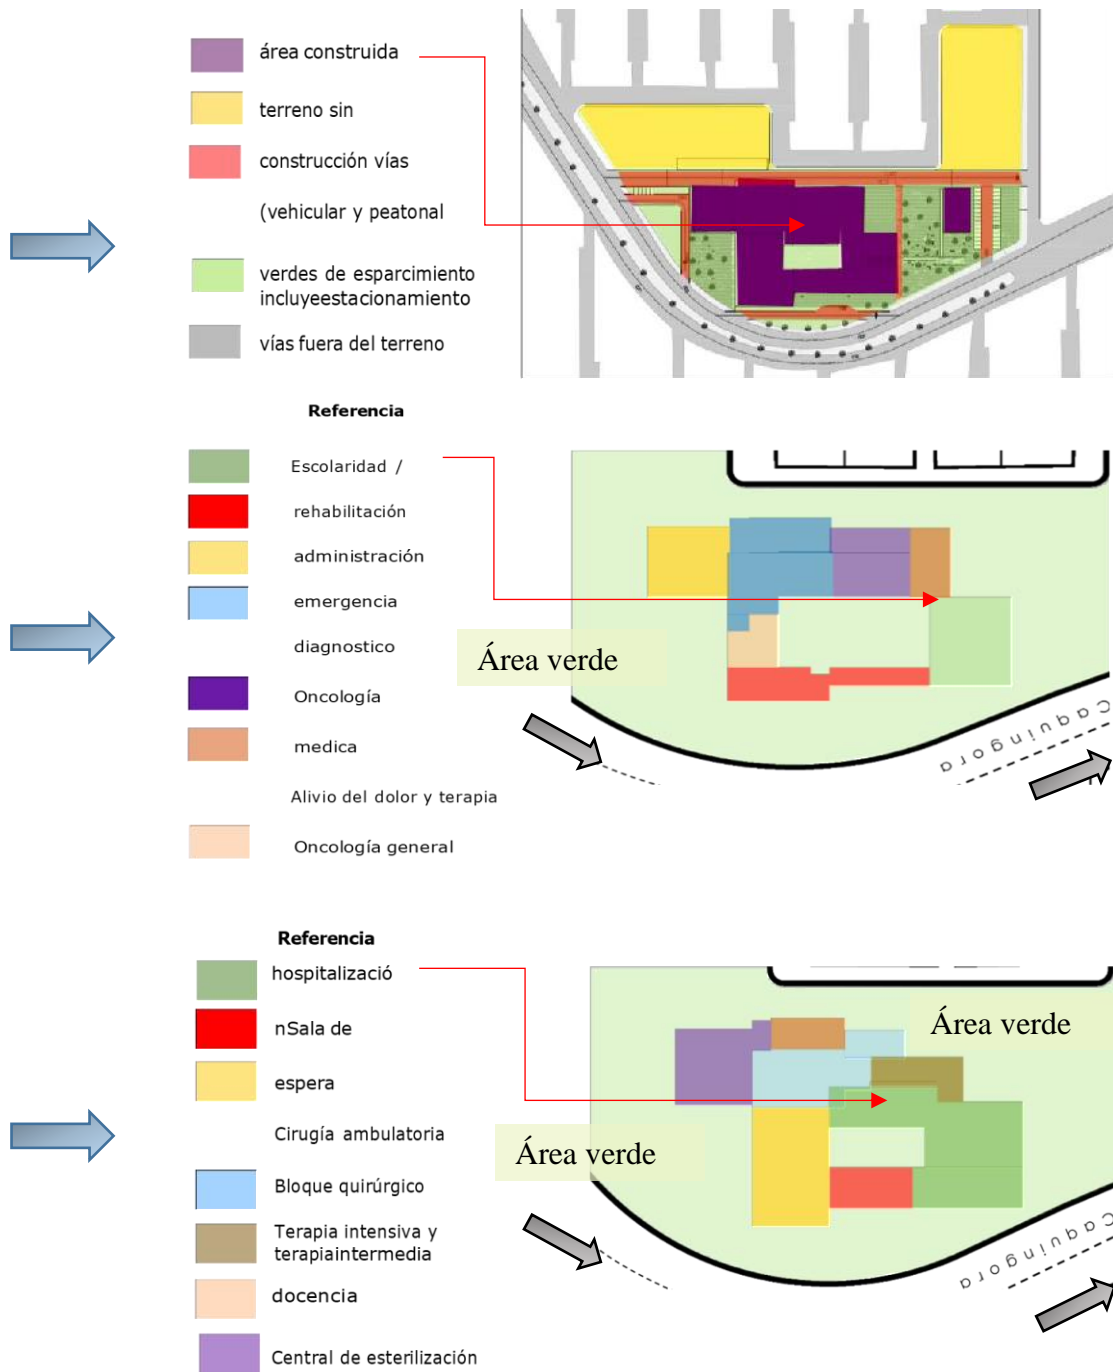 área construida
terreno sin
construcción vías
(vehicular y peatonal
verdes de esparcimiento
incluyeestacionamiento
vías fuera del terreno
Referencia
Escolaridad /
rehabilitación
administración
emergencia
diagnostico
Oncología
medica
Alivio del dolor y terapia
Oncología general
Área verde
Caquingora
Referencia
hospitalizació
nSala de
espera
Cirugía ambulatoria
Bloque quirúrgico
Terapia intensiva y
terapiaintermedia
docencia
Central de esterilización
Área verde
Área verde
Caquingora